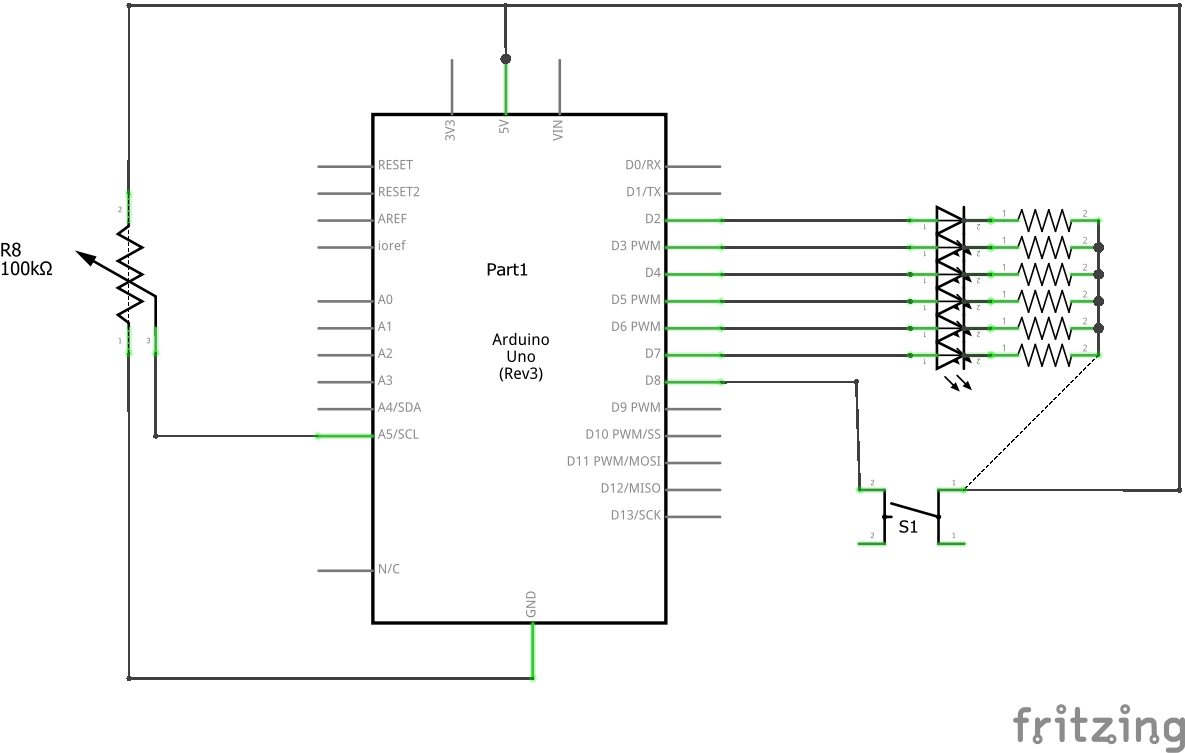 3V3
5V
VIN
RESET
D0/RX
RESET2
D1/TX
AREF
D2
ioref
D3 PWM
D4
A0
D5 PWM
A1
D6 PWM
A2
D7
A3
D8
A4/SDA
D9 PWM
A5/SCL
D10 PWM/SS
D11 PWM/MOSI
D12/MISO
D13/SCK
N/C
GND
Part1
Arduino
Uno
(Rev3)
R8
100kΩ
2
1
3
1
2
1
2
1
2
1
2
1
2
1
2
1
2
1
2
1
2
1
2
1
2
1
2
1
2
2
1
S1
2
1
fritzing